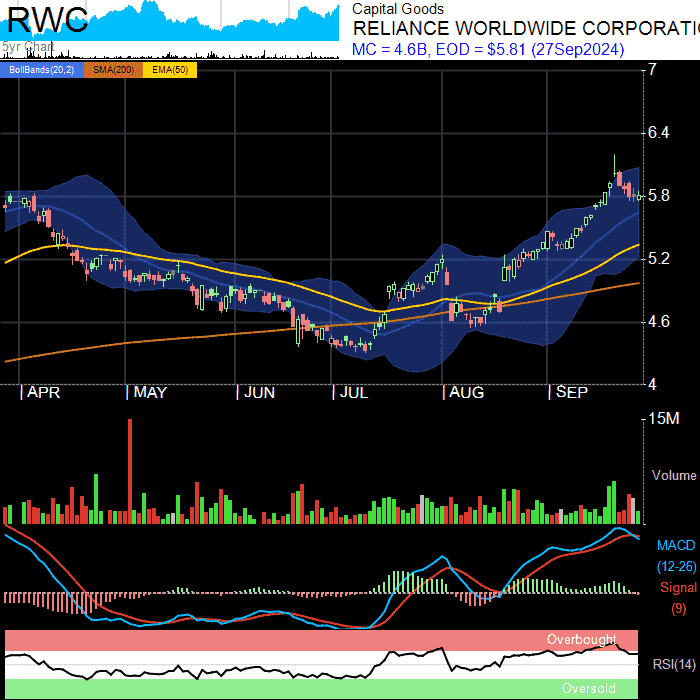 RWC
5yr Chart
Capital Goods
RELIANCE WORLDWIDE CORPORATI
MC = 4.6B, EOD = $5.81 (27Sep2024)
BollBands(20,2) SMA(200) EMA(50)
7
6.4
5.8
5.2
4.6
4
APR MAY JUN JUL AUG SEP
15M
Volume
MACD
(12-26)
Signal
(9)
Overbought
RSI(14)
Oversold